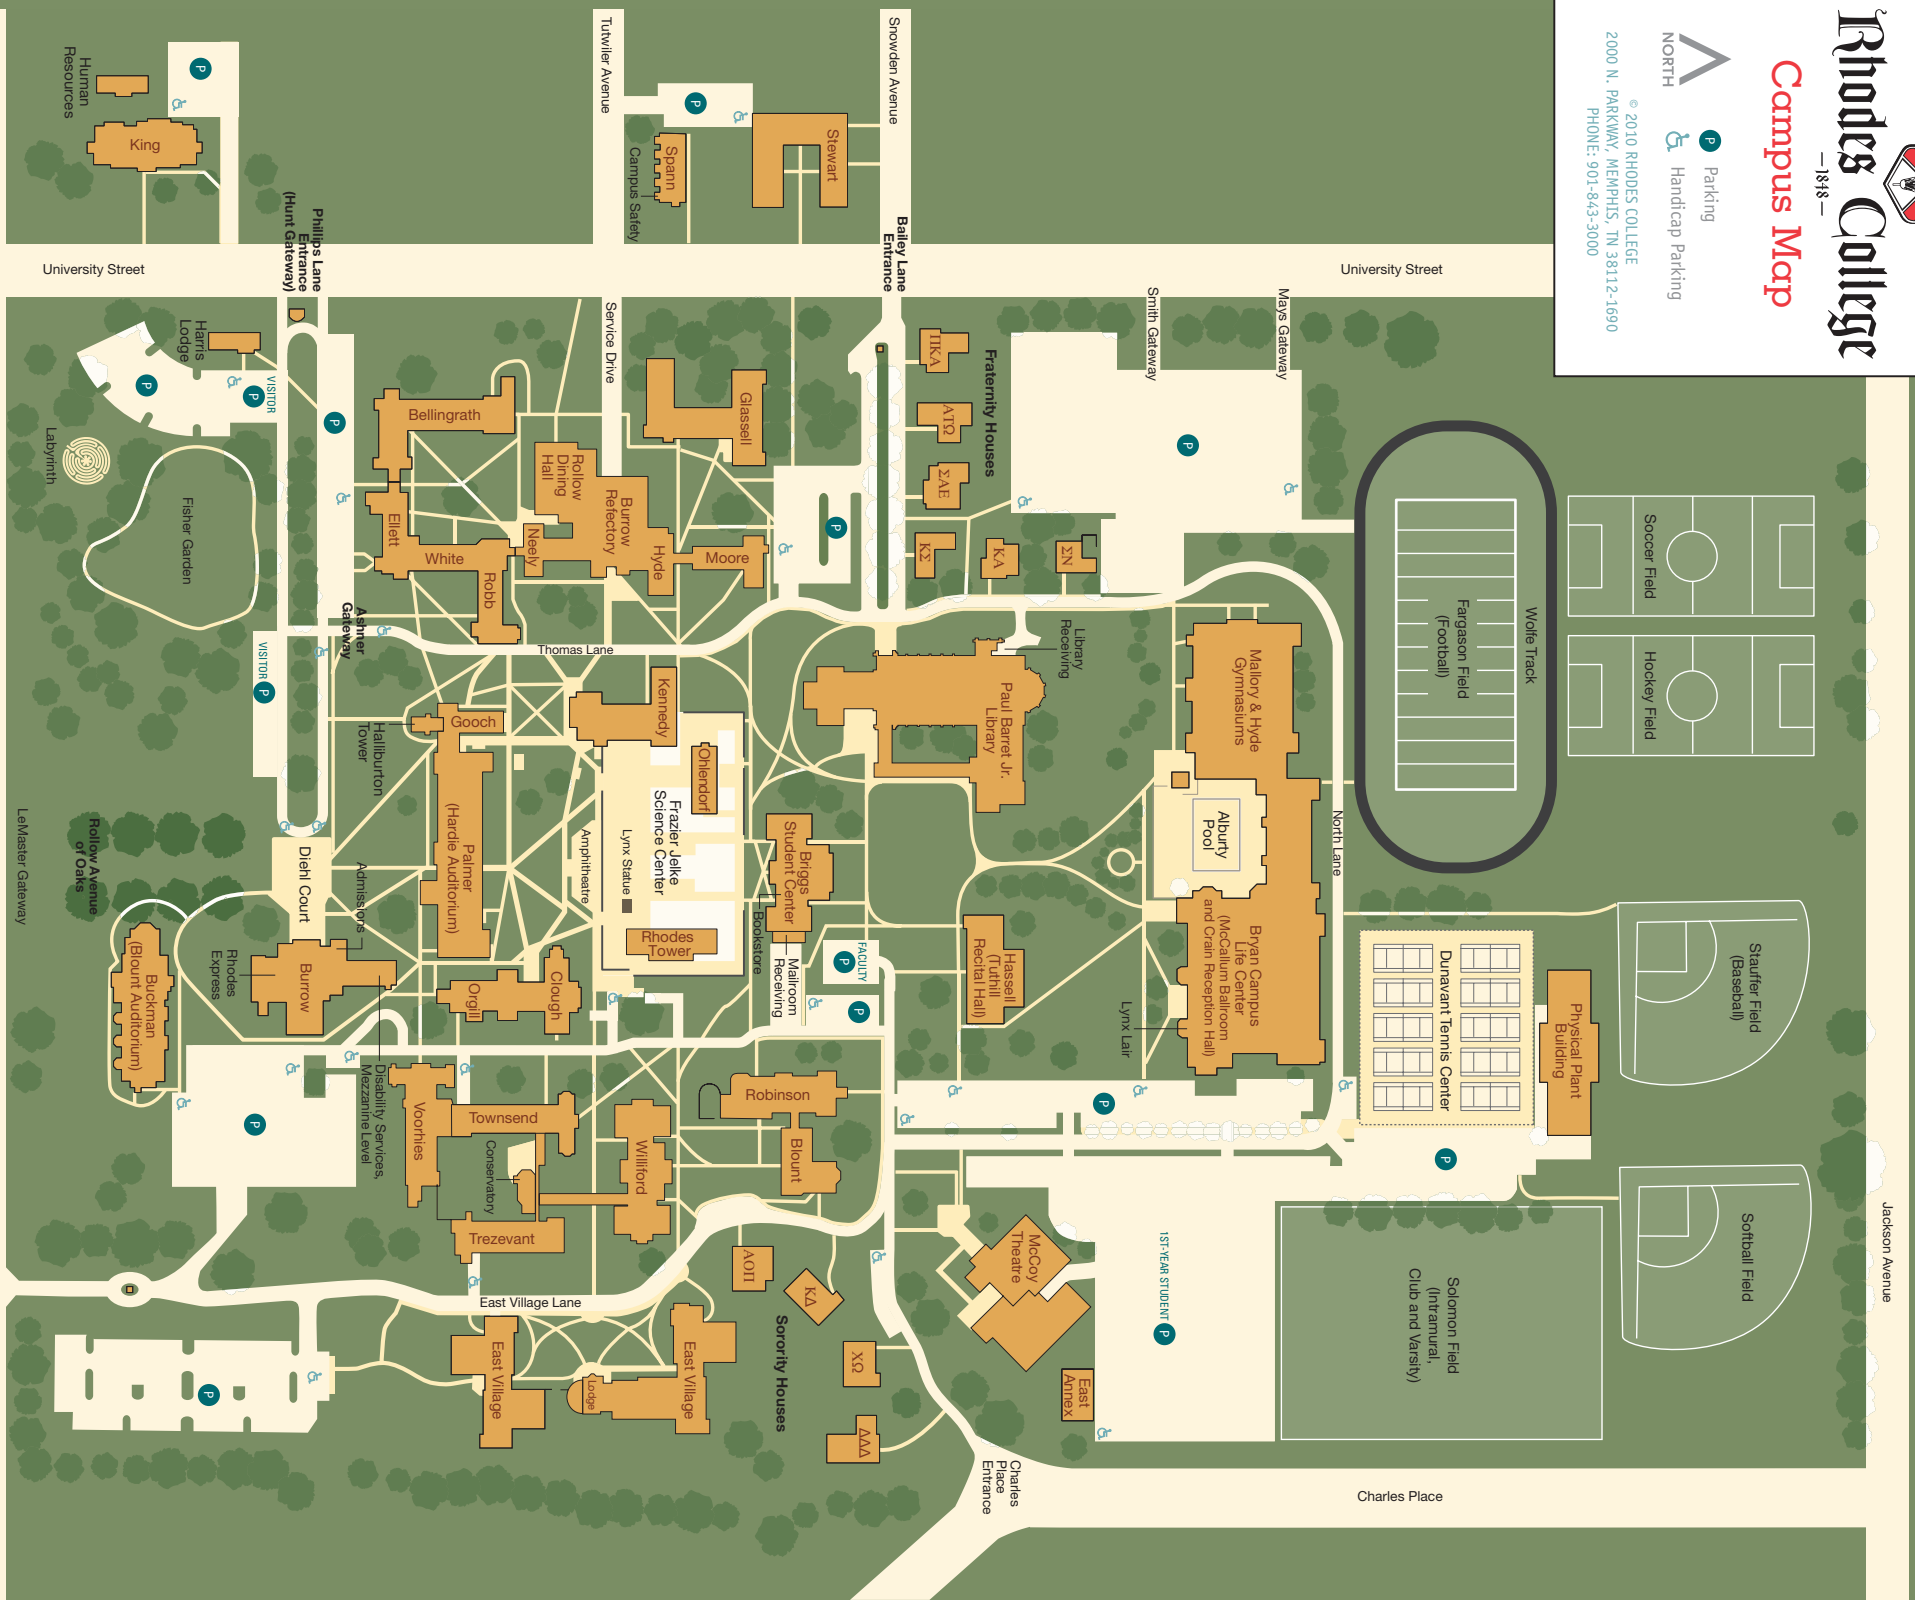 Rhodes College
—1848—
Campus Map
NORTH
P Parking
Handicap Parking
© 2010 RHODES COLLEGE
2000 N. PARKWAY, MEMPHIS, TN 38112-1690
PHONE: 901-843-3000
Jackson Avenue
Soccer Field
Hockey Field
Stauffer Field
(Baseball)
Softball Field
Wolfe Track
Fargason Field
(Football)
Physical Plant
Building
Dunavant Tennis Center
P
Solomon Field
(Intramural,
Club and Varsity)
Charles Place
University Street
Mays Gateway
Smith Gateway
P
North Lane
Mallory & Hyde
Gymnasiums
Alburty
Pool
Bryan Campus
Life Center
(McCallum Ballroom
and Crain Reception Hall)
Lynx Lair
P
1ST-YEAR STUDENT P
East
Annex
McCoy
Theatre
Charles
Place
Entrance
Fraternity Houses
ΠΚΑ
ΑΤΩ
ΣΑΕ
ΚΣ
ΚΑ
ΣΝ
Library
Receiving
Paul Barret Jr.
Library
Hassell
(Tuthill
Recital Hall)
Snowden Avenue
Bailey Lane
Entrance
Stewart
P
Spann
Campus Safety
Tutwiler Avenue
Service Drive
Glassell
P
Moore
Hyde
Burrow
Refectory
Rollow
Dining
Hall
Neely
Bellingrath
Ellett
White
Robb
Thomas Lane
Kennedy
Ohlendorf
Frazier Jelke
Science Center
Lynx Statue
Amphitheatre
Rhodes
Tower
Briggs
Student Center
Bookstore
Mailroom
Receiving
FACULTY
P
P
Robinson
Blount
Williford
Sorority Houses
ΑΟΠ
ΚΔ
ΧΩ
ΔΔΔ
East Village
Lodge
East Village
East Village Lane
Trezevant
Conservatory
Townsend
Voorhies
Disability Services,
Mezzanine Level
Clough
Orgill
Palmer
(Hardie Auditorium)
Gooch
Halliburton
Tower
Ashner
Gateway
Admissions
Burrow
Rhodes
Express
Diehl Court
Buckman
(Blount Auditorium)
P
P
Rollow Avenue
of Oaks
LeMaster Gateway
VISITOR P
Fisher Garden
Labyrinth
P
VISITOR
P
P
Harris
Lodge
Phillips Lane
Entrance
(Hunt Gateway)
University Street
King
Human
Resources
P